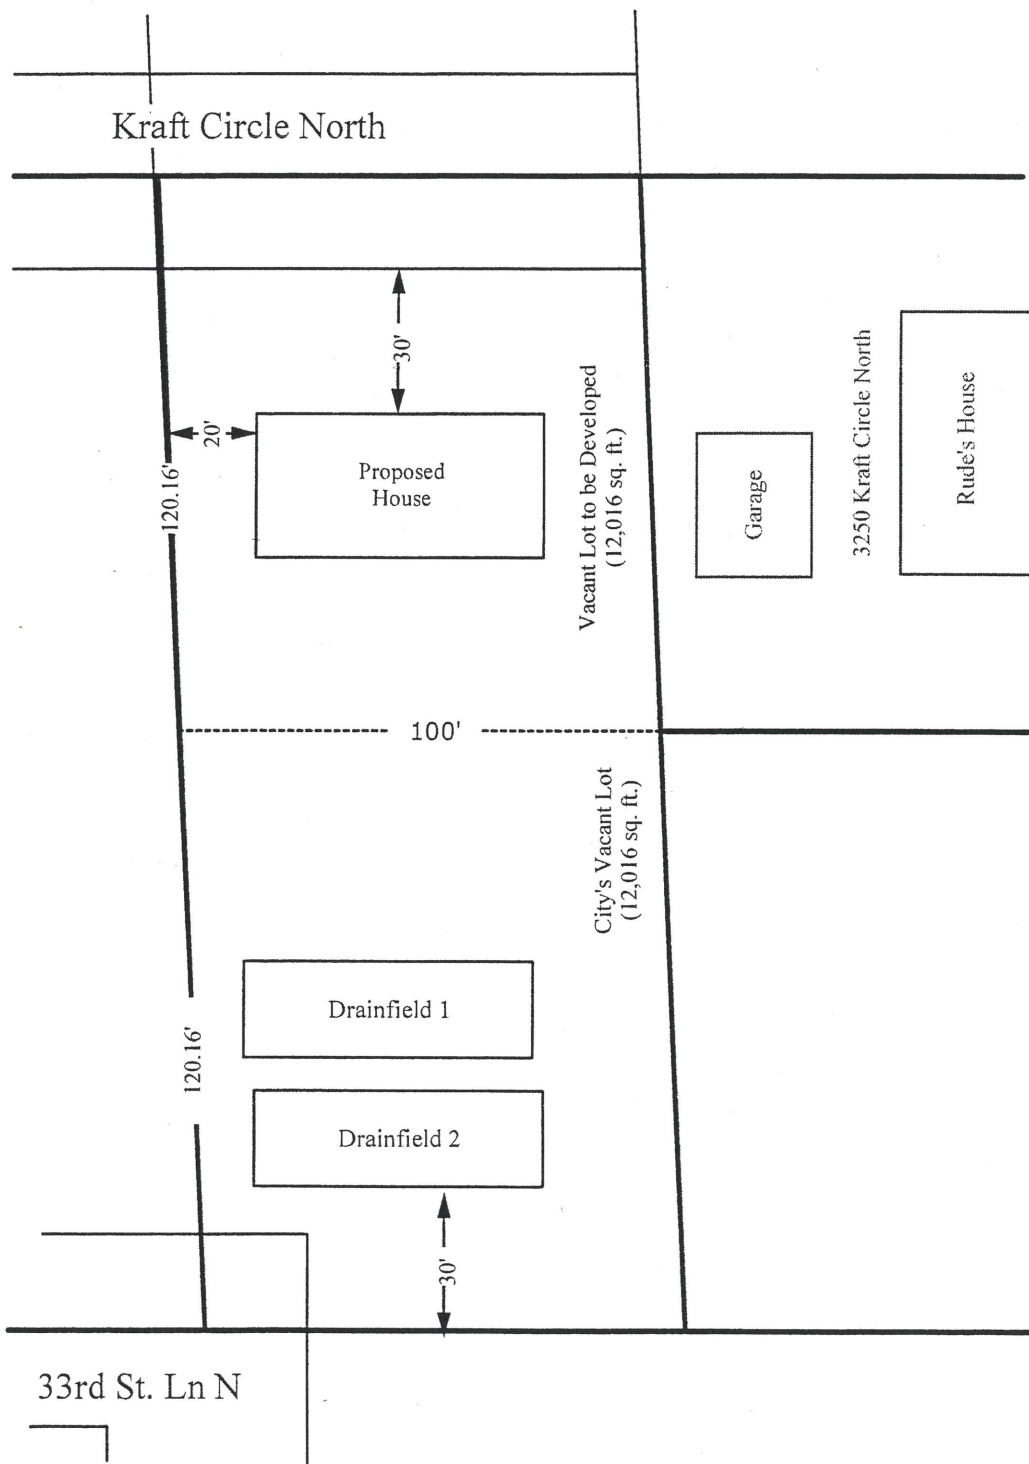 Kraft Circle North
30'
20'
120.16'
Proposed
House
Vacant Lot to be Developed
(12,016 sq. ft.)
Garage
3250 Kraft Circle North
Rude's House
100'
City's Vacant Lot
(12,016 sq. ft.)
Drainfield 1
120.16'
Drainfield 2
30'
33rd St. Ln N